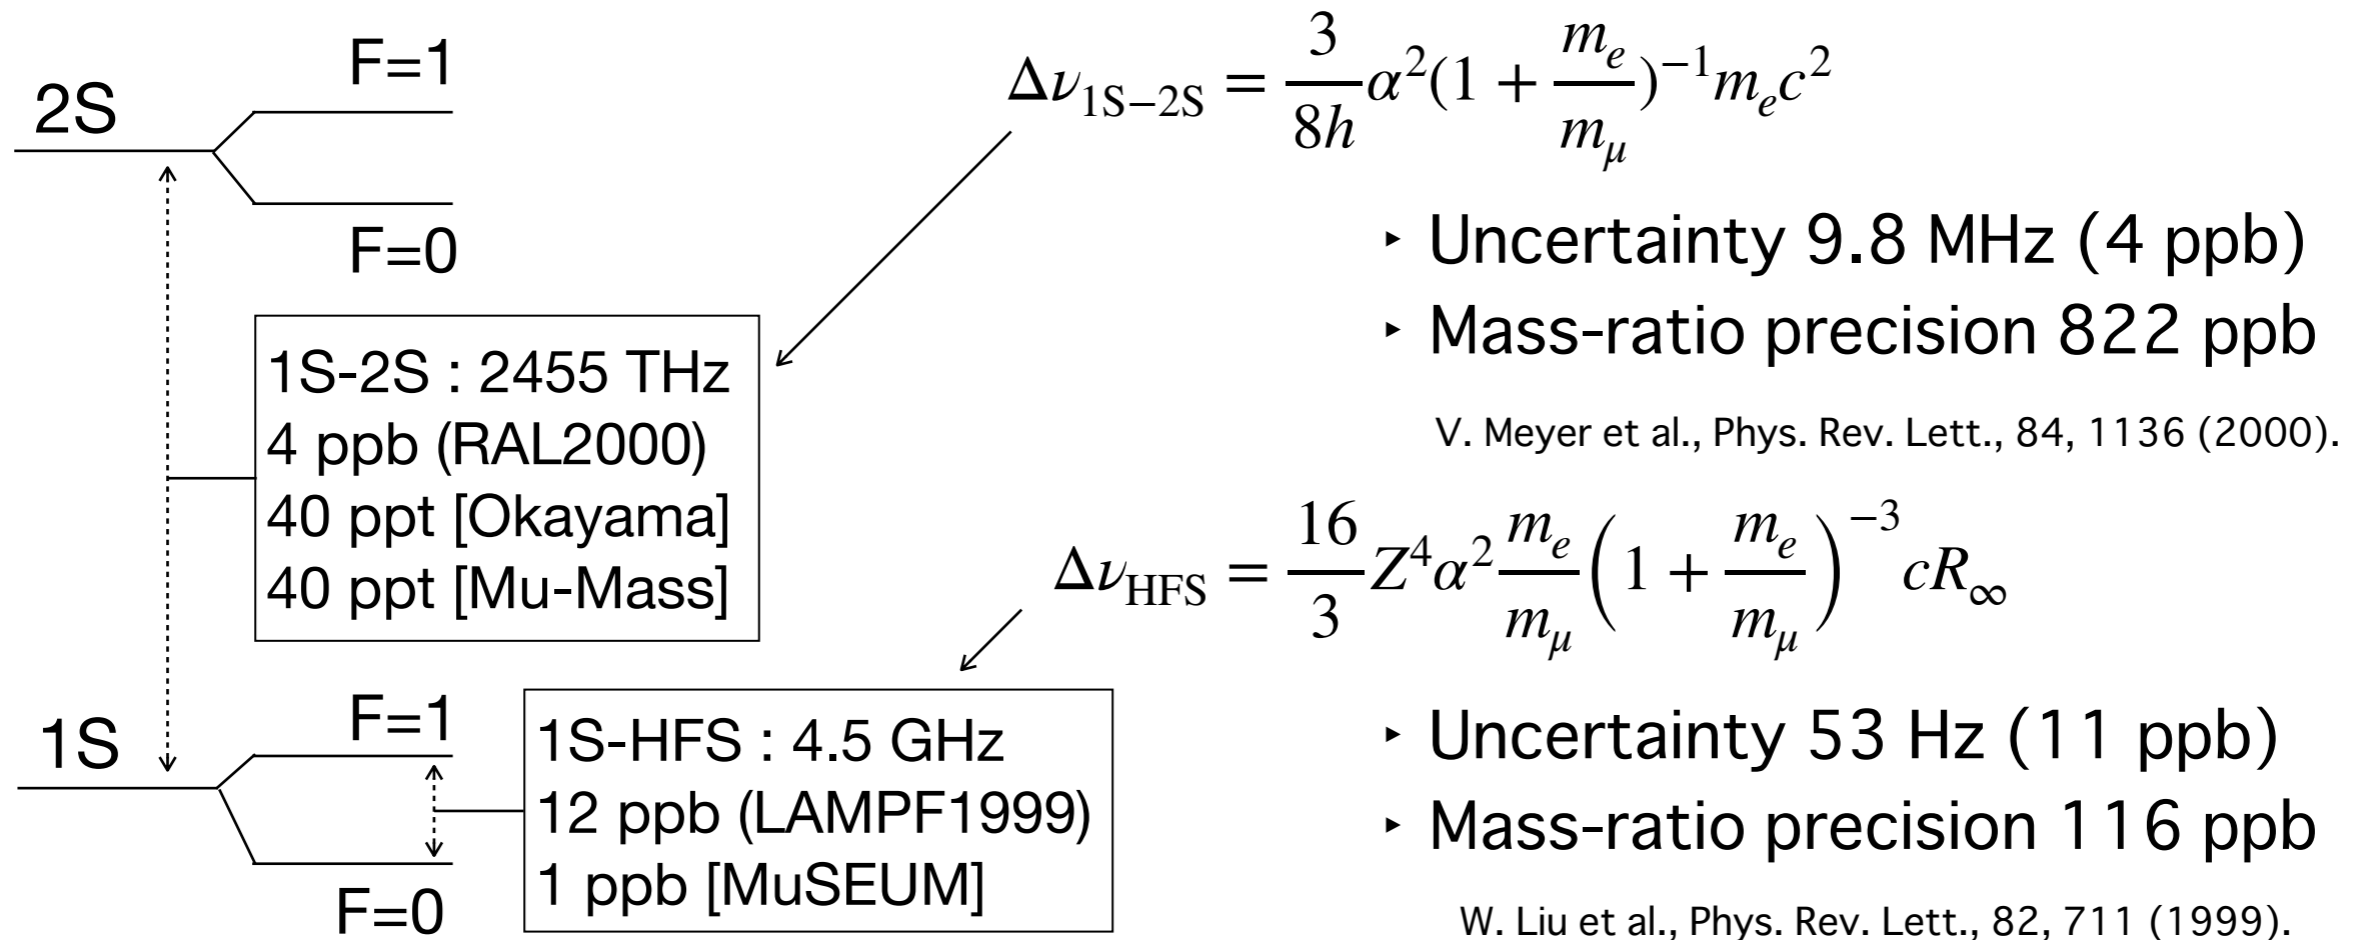 F=1
2S
F=0
Δν1S−2S = 3/8h α²(1 + me/mμ)⁻¹mec²
‣ Uncertainty 9.8 MHz (4 ppb)
‣ Mass-ratio precision 822 ppb
V. Meyer et al., Phys. Rev. Lett., 84, 1136 (2000).
1S-2S : 2455 THz
4 ppb (RAL2000)
40 ppt [Okayama]
40 ppt [Mu-Mass]
ΔνHFS = 16/3 Z⁴α² me/mμ (1 + me/mμ)⁻³ cR∞
F=1
1S
F=0
1S-HFS : 4.5 GHz
12 ppb (LAMPF1999)
1 ppb [MuSEUM]
‣ Uncertainty 53 Hz (11 ppb)
‣ Mass-ratio precision 116 ppb
W. Liu et al., Phys. Rev. Lett., 82, 711 (1999).